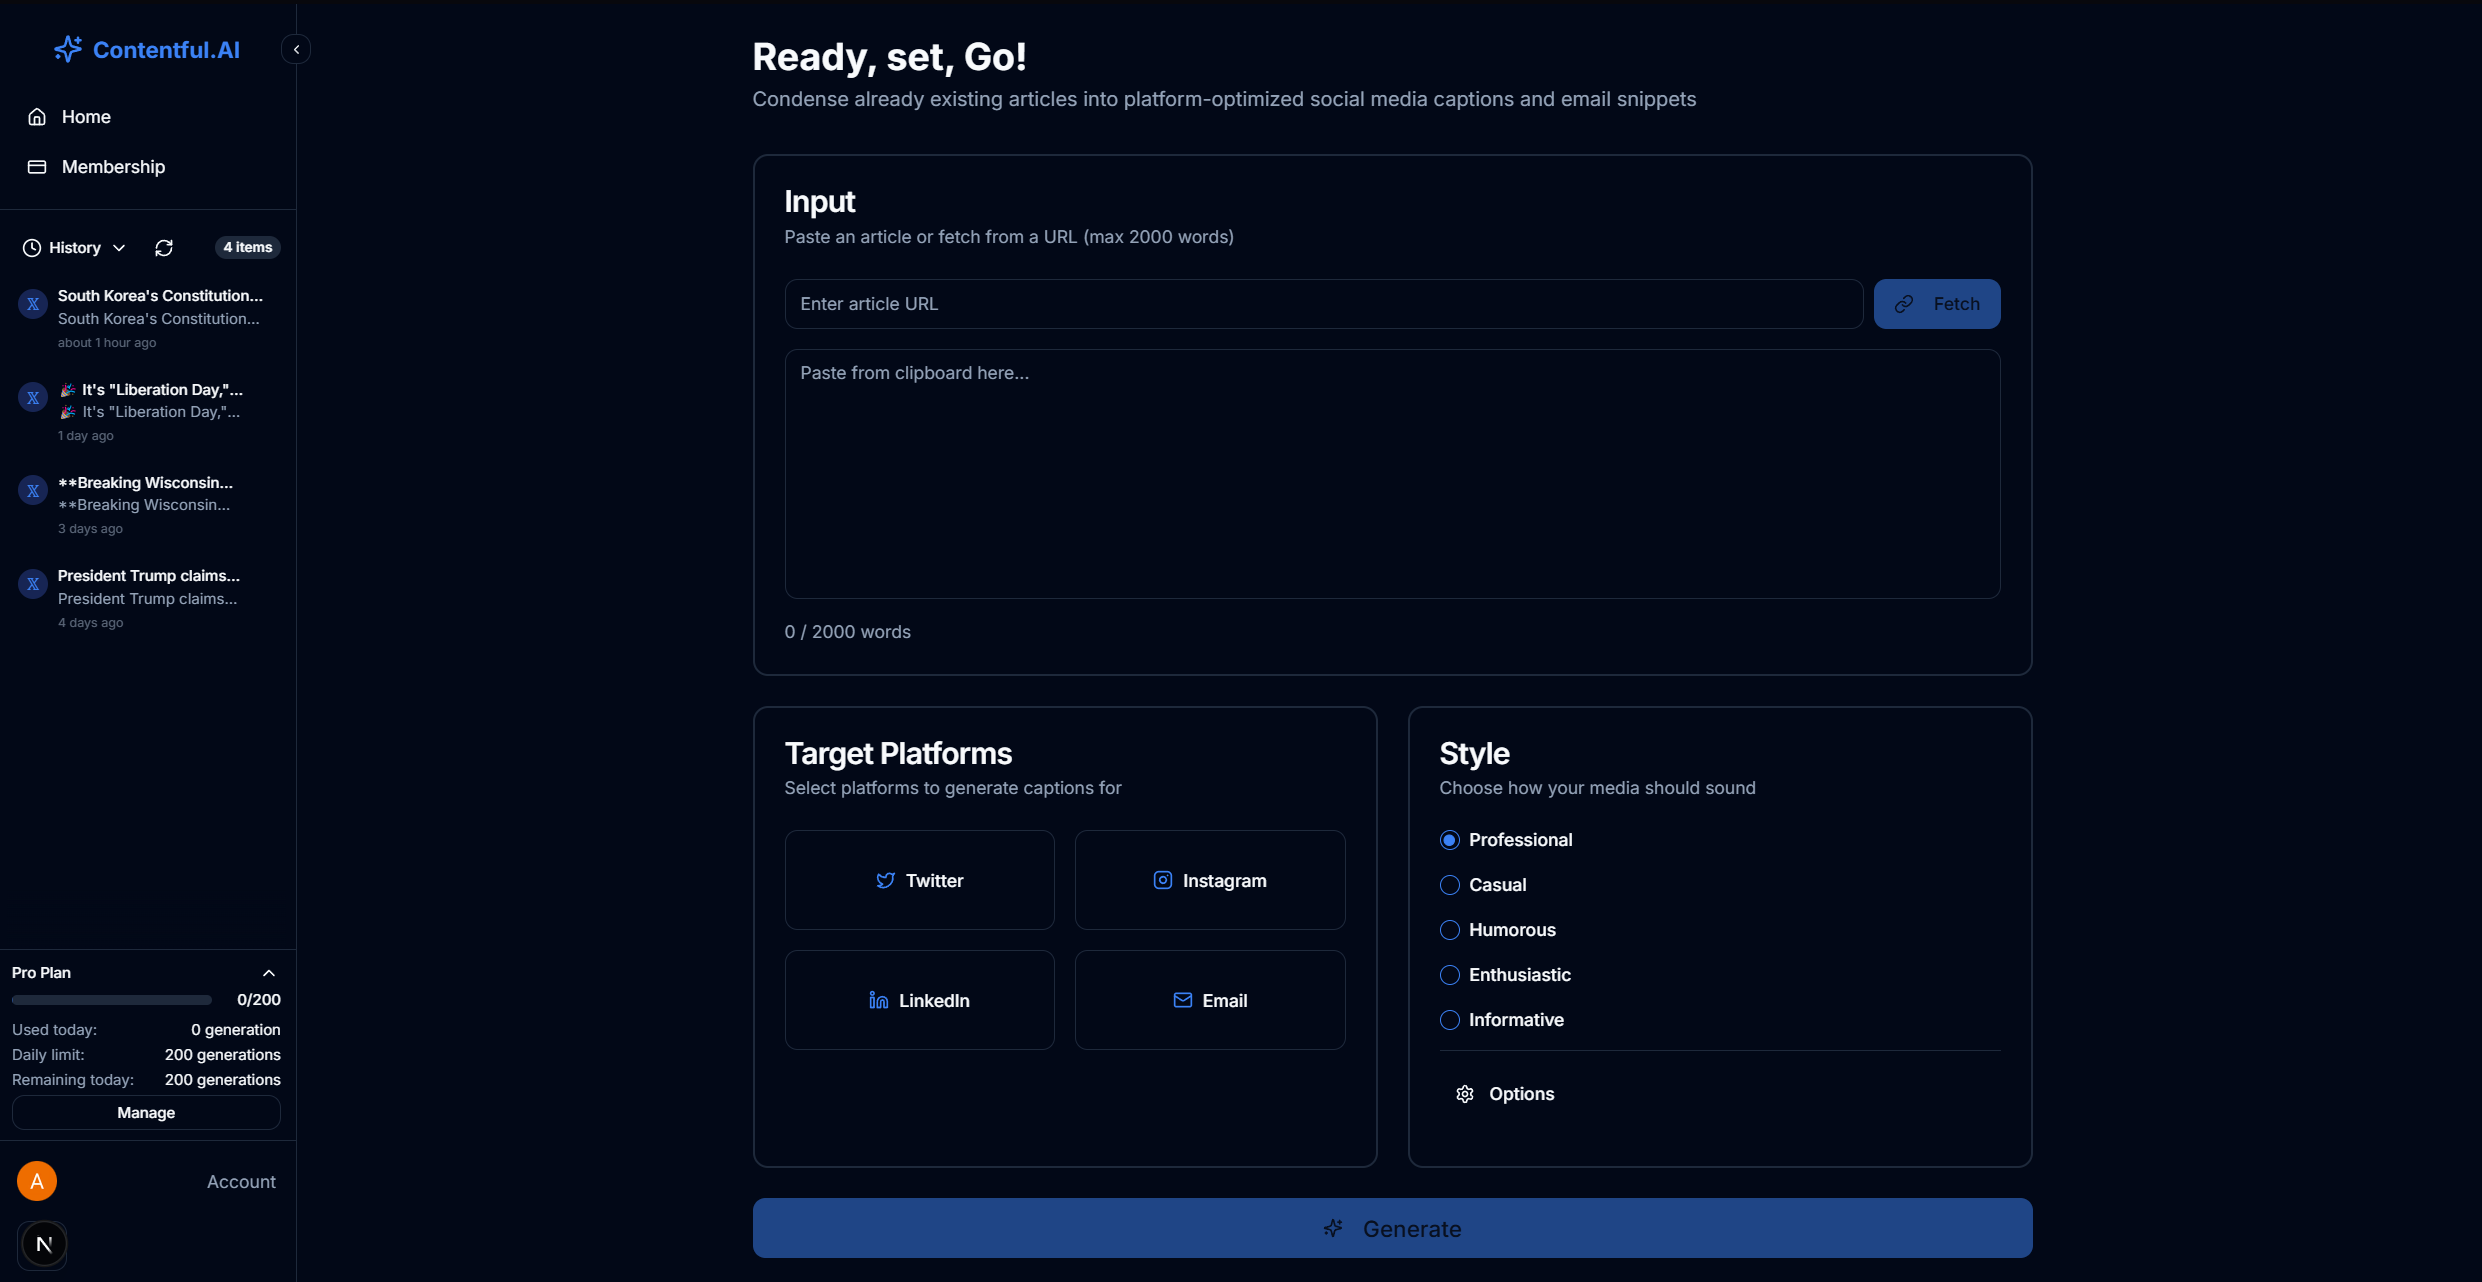 Contentful.AI
Home
Membership
History
4 items
South Korea's Constitution...
South Korea's Constitution...
about 1 hour ago
🎉 It's "Liberation Day,"...
🎉 It's "Liberation Day,"...
1 day ago
**Breaking Wisconsin...
**Breaking Wisconsin...
3 days ago
President Trump claims...
President Trump claims...
4 days ago
Pro Plan
0/200
Used today: 0 generation
Daily limit: 200 generations
Remaining today: 200 generations
Manage
A
Account
N
Ready, set, Go!
Condense already existing articles into platform-optimized social media captions and email snippets
Input
Paste an article or fetch from a URL (max 2000 words)
Enter article URL
Fetch
Paste from clipboard here...
0 / 2000 words
Target Platforms
Select platforms to generate captions for
Twitter
Instagram
LinkedIn
Email
Style
Choose how your media should sound
Professional
Casual
Humorous
Enthusiastic
Informative
Options
Generate